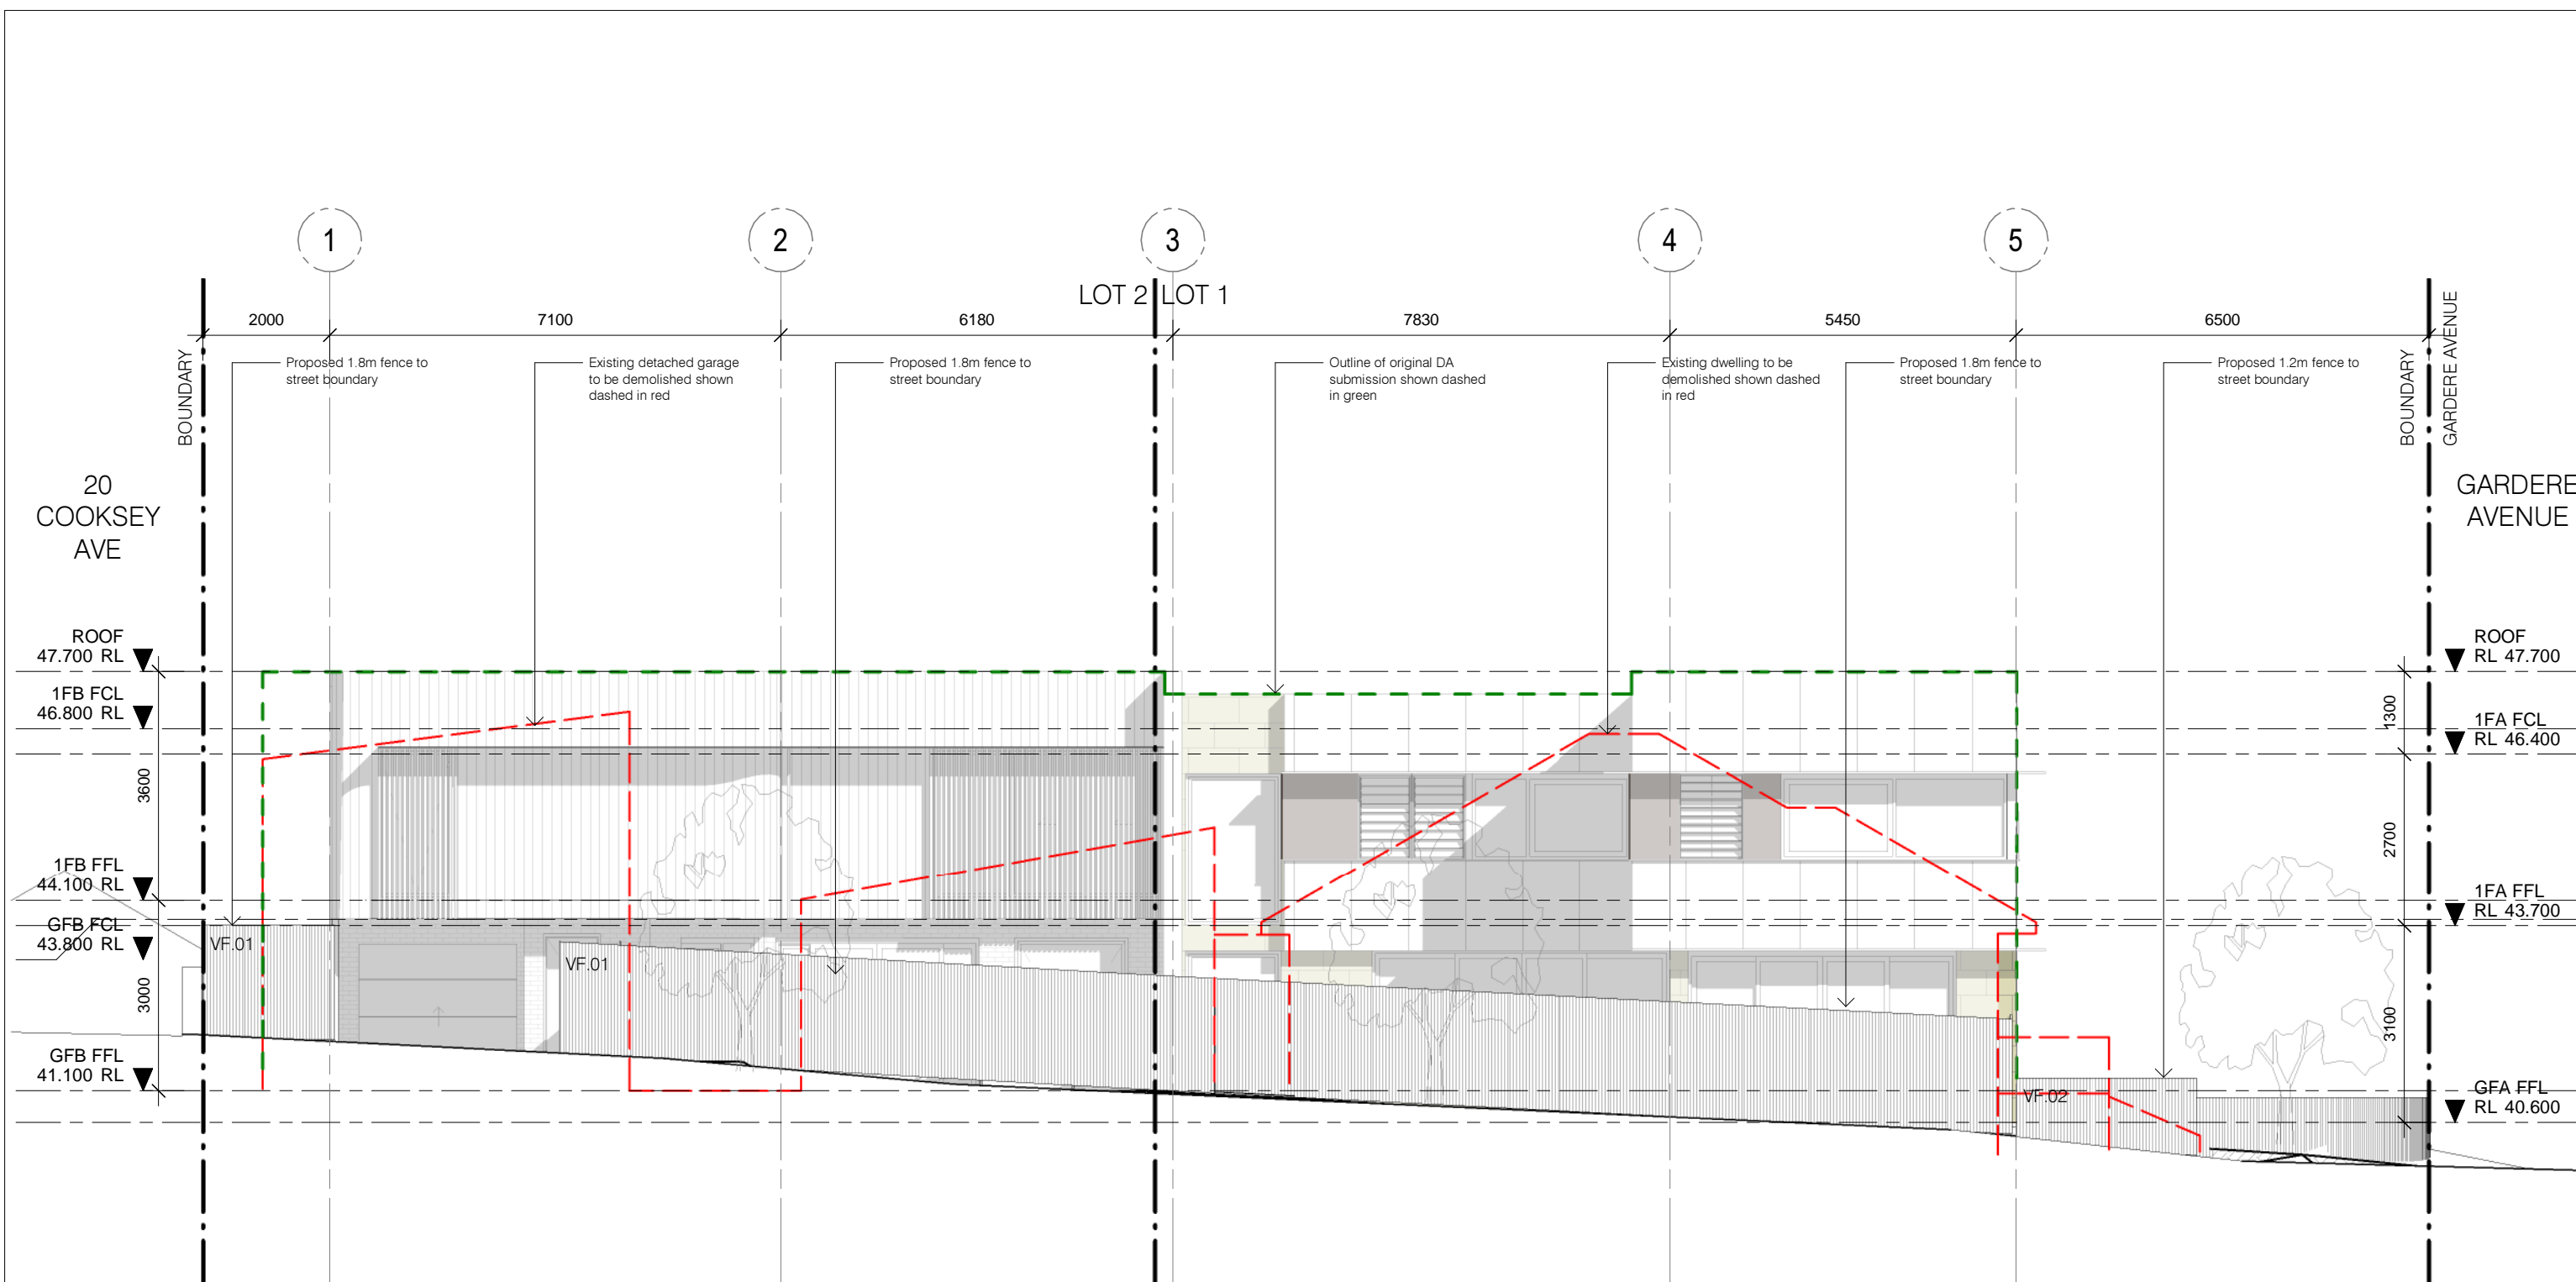 1
2
3
4
5
LOT 2
LOT 1
2000
7100
6180
7830
5450
6500
BOUNDARY
Proposed 1.8m fence to
street boundary
Existing detached garage
to be demolished shown
dashed in red
Proposed 1.8m fence to
street boundary
Outline of original DA
submission shown dashed
in green
Existing dwelling to be
demolished shown dashed
in red
Proposed 1.8m fence to
street boundary
Proposed 1.2m fence to
street boundary
BOUNDARY
GARDERE AVENUE
20
COOKSEY
AVE
GARDERE
AVENUE
ROOF
47.700 RL
1FB FCL
46.800 RL
3600
1FB FFL
44.100 RL
GFB FCL
43.800 RL
3000
GFB FFL
41.100 RL
VF.01
VF.01
VF.02
ROOF
RL 47.700
1300
1FA FCL
RL 46.400
2700
1FA FFL
RL 43.700
3100
GFA FFL
RL 40.600